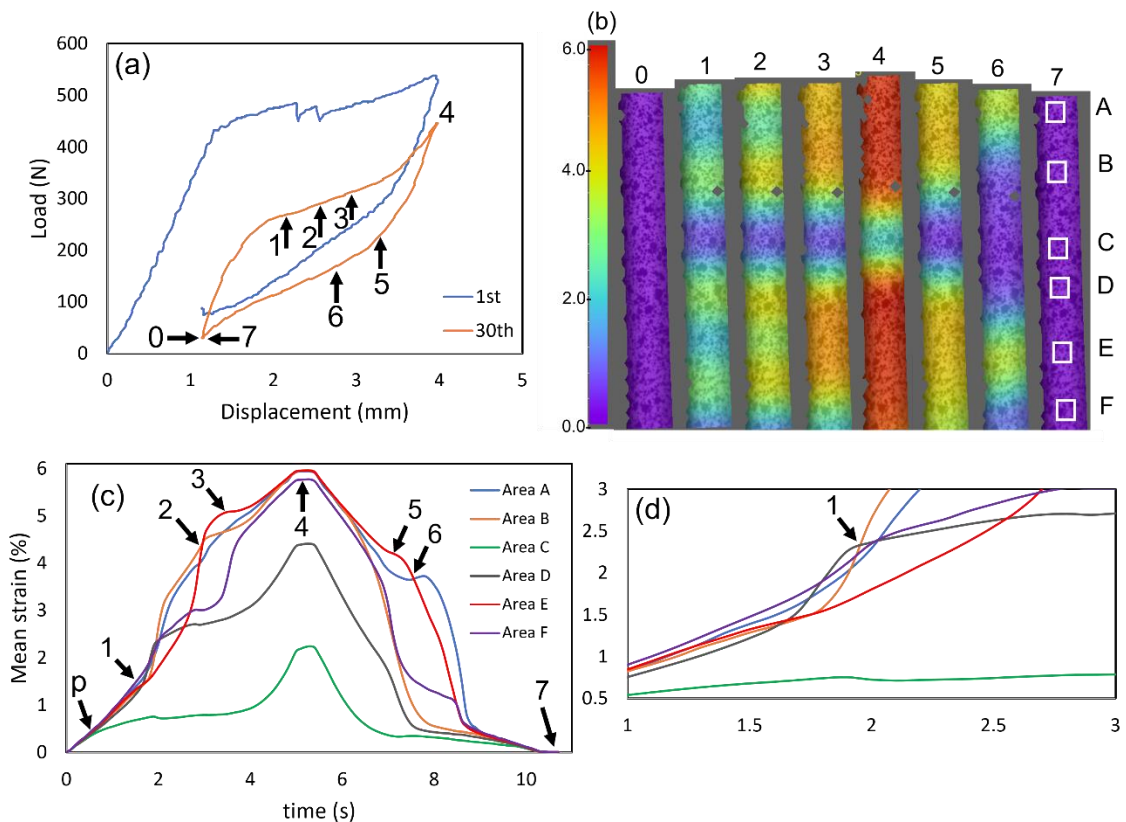 (a)
600
500
400
300
200
100
0
Load (N)
0 1 2 3 4 5
Displacement (mm)
0 1 2 3 4 5 6 7
1st
30th
(b)
6.0
4.0
2.0
0.0
0 1 2 3 4 5 6 7
A
B
C
D
E
F
(c)
6
5
4
3
2
1
0
Mean strain (%)
0 2 4 6 8 10
time (s)
p 1 2 3 4 5 6 7
Area A
Area B
Area C
Area D
Area E
Area F
(d)
3
2.5
2
1.5
1
0.5
1 1.5 2 2.5 3
1